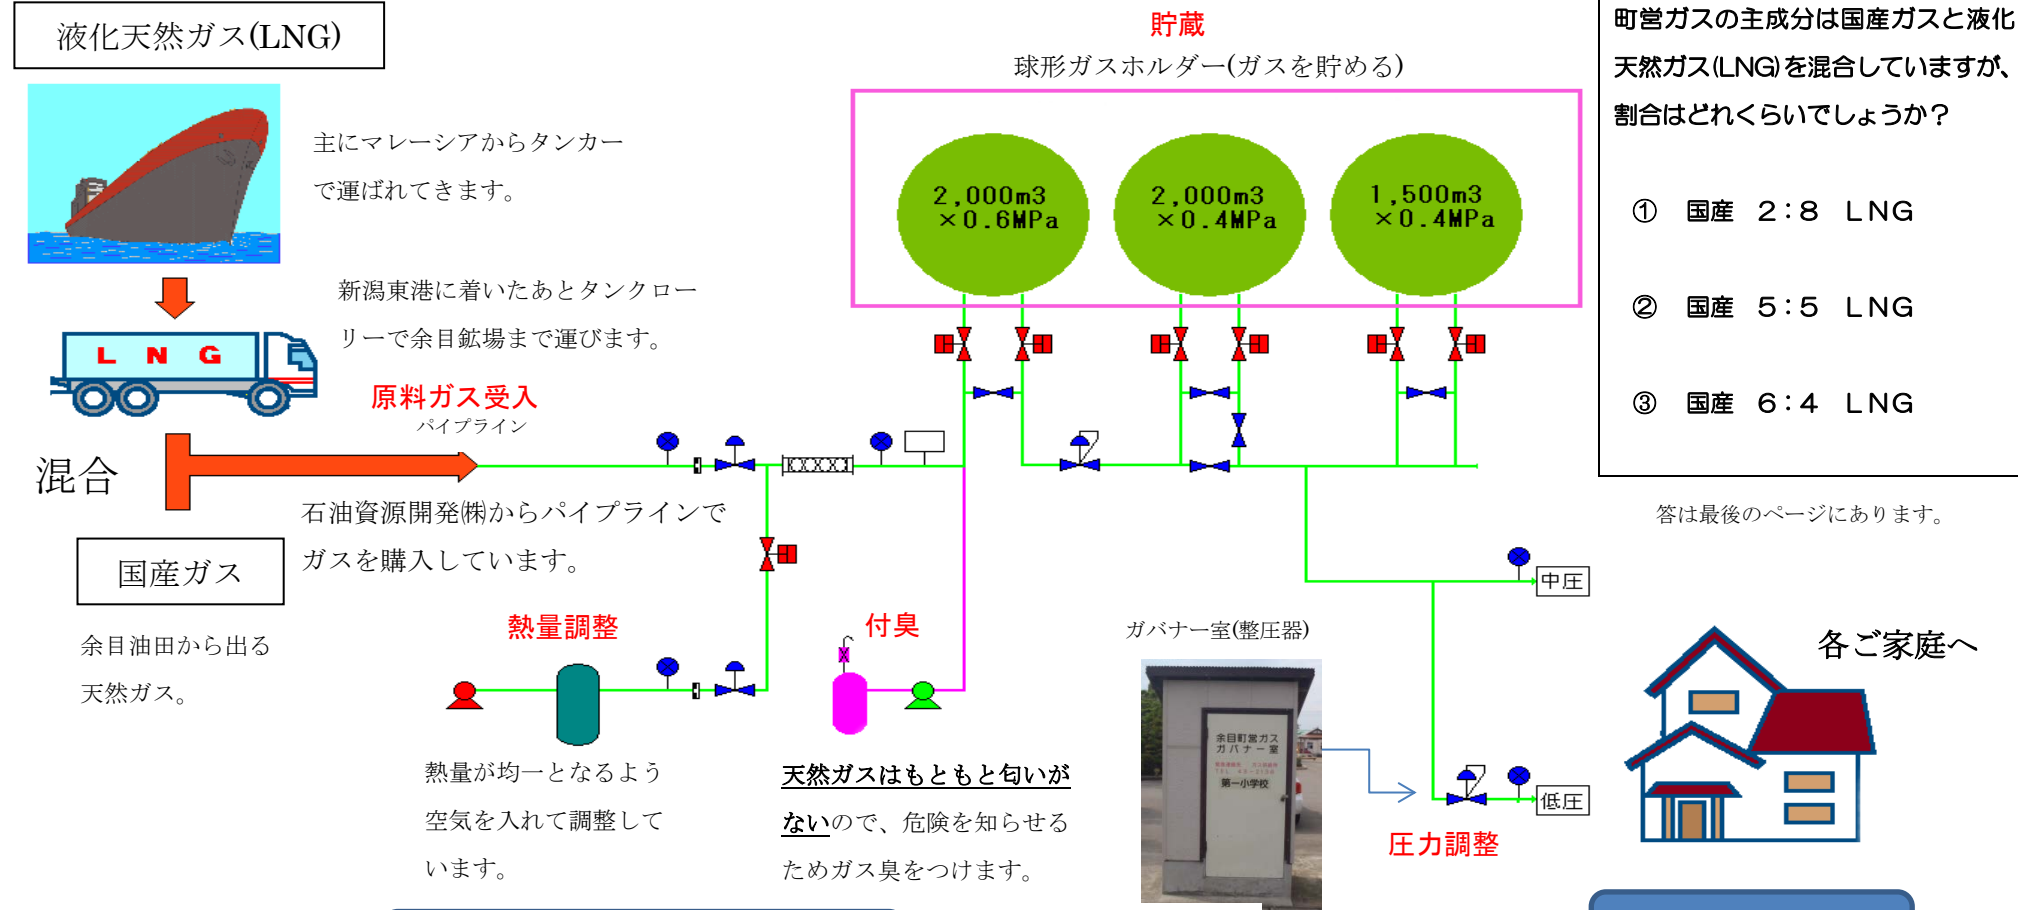 液化天然ガス(LNG)
主にマレーシアからタンカー
で運ばれてきます。
新潟東港に着いたあとタンクロー
リーで余目鉱場まで運びます。
LNG
原料ガス受入
パイプライン
混合
石油資源開発㈱からパイプラインで
ガスを購入しています。
国産ガス
余目油田から出る
天然ガス。
熱量調整
熱量が均一となるよう
空気を入れて調整して
います。
付臭
天然ガスはもともと匂いが
ないので、危険を知らせる
ためガス臭をつけます。
貯蔵
球形ガスホルダー(ガスを貯める)
2,000m3
×0.6MPa
2,000m3
×0.4MPa
1,500m3
×0.4MPa
ガバナー室(整圧器)
余目町営ガス
ガバナー室
第一小学校
中圧
低圧
圧力調整
各ご家庭へ
町営ガスの主成分は国産ガスと液化
天然ガス(LNG)を混合していますが、
割合はどれくらいでしょうか？
① 国産 2：8 LNG
② 国産 5：5 LNG
③ 国産 6：4 LNG
答は最後のページにあります。